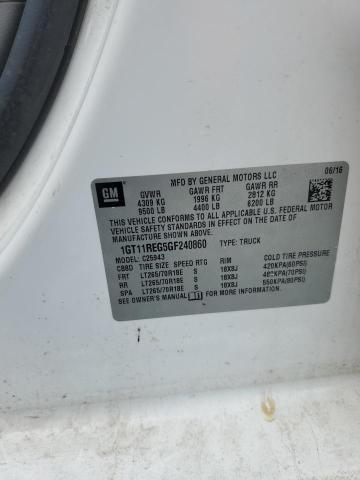 MFD BY GENERAL MOTORS LLC 06/16
GM GVWR GAWR FRT GAWR RR
4309 KG 1996 KG 2812 KG
9500 LB 4400 LB 6200 LB
THIS VEHICLE CONFORMS TO ALL APPLICABLE U.S. FEDERAL MOTOR
VEHICLE SAFETY STANDARDS IN EFFECT ON THE DATE OF
MANUFACTURE SHOWN ABOVE.
1GT11REG5GF240860 TYPE: TRUCK
MODEL: C25943
CB8D TIRE SIZE SPEED RTG RIM COLD TIRE PRESSURE
FRT LT265/70R18E S 18X8J 420KPA(60PSI)
RR LT265/70R18E S 18X8J (70PSI)
SPA LT265/70R18E S 18X8J 550KPA(80PSI)
SEE OWNER'S MANUAL FOR ADDITIONAL INFORMATION.